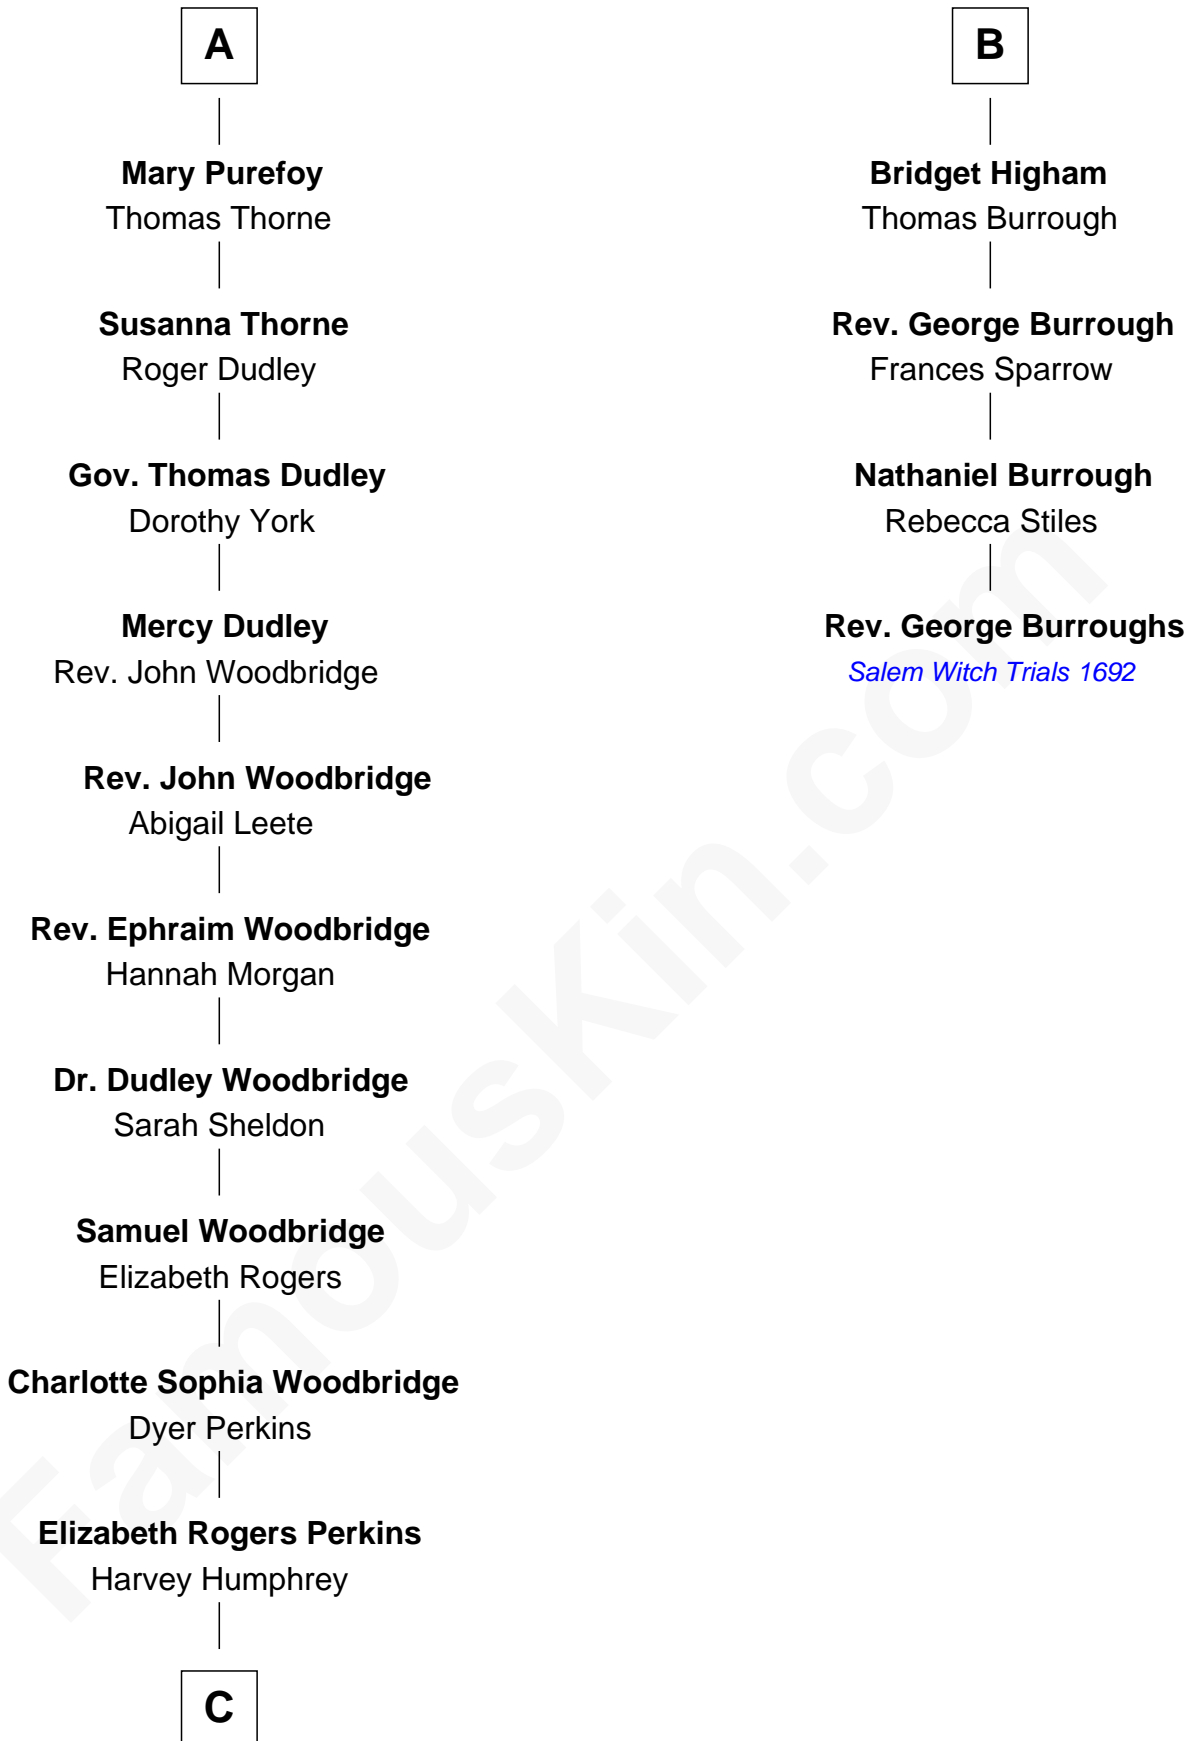 A
Mary Purefoy
Thomas Thorne
Susanna Thorne
Roger Dudley
Gov. Thomas Dudley
Dorothy York
Mercy Dudley
Rev. John Woodbridge
Rev. John Woodbridge
Abigail Leete
Rev. Ephraim Woodbridge
Hannah Morgan
Dr. Dudley Woodbridge
Sarah Sheldon
Samuel Woodbridge
Elizabeth Rogers
Charlotte Sophia Woodbridge
Dyer Perkins
Elizabeth Rogers Perkins
Harvey Humphrey
C
B
Bridget Higham
Thomas Burrough
Rev. George Burrough
Frances Sparrow
Nathaniel Burrough
Rebecca Stiles
Rev. George Burroughs
Salem Witch Trials 1692
FamousKin.com